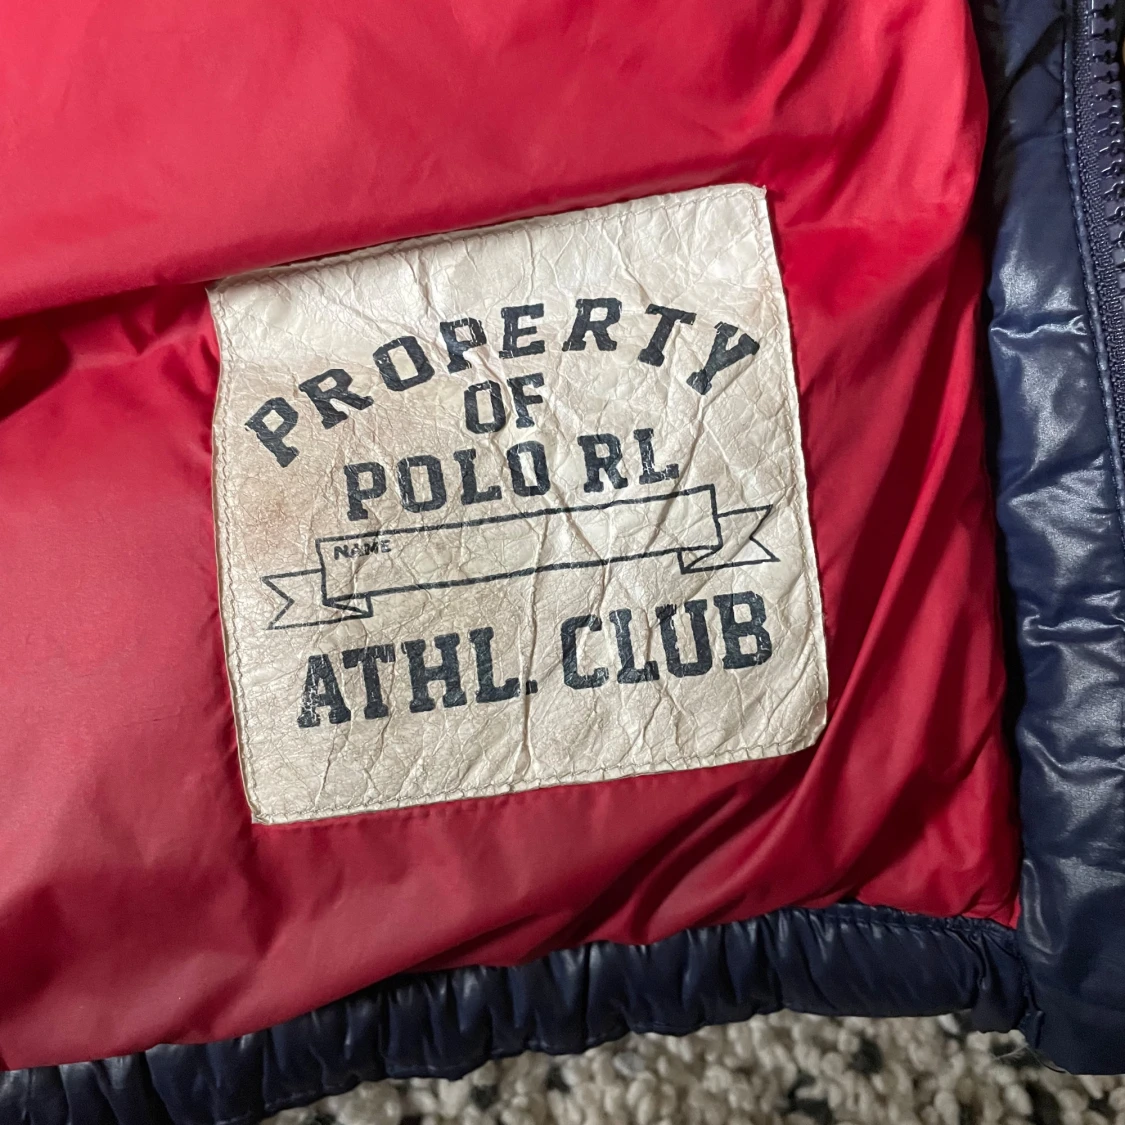 PROPERTY
OF
POLO RL
NAME
ATHL. CLUB